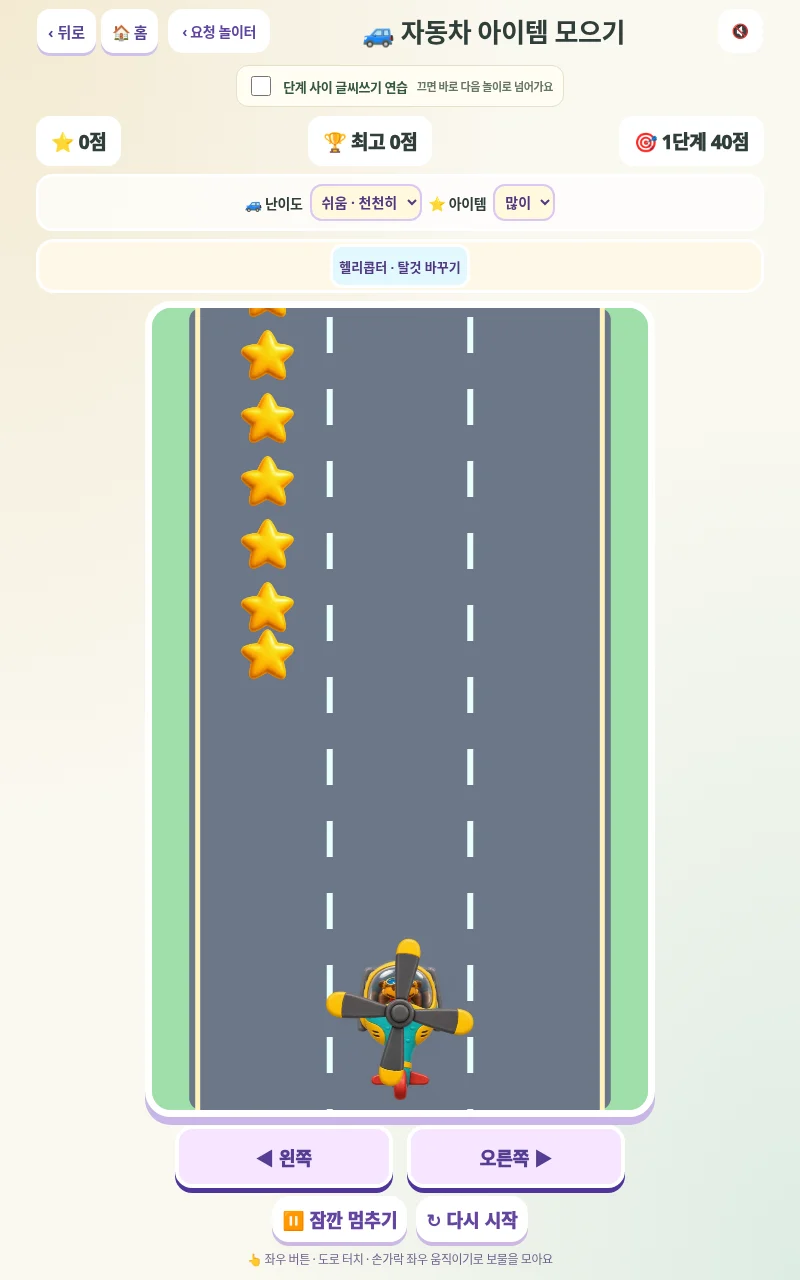 ‹ 뒤로 🏠 홈 ‹ 요청 놀이터 🚙 자동차 아이템 모으기 🔇
단계 사이 글씨쓰기 연습 끄면 바로 다음 놀이로 넘어가요
⭐ 0점 🏆 최고 0점 🎯 1단계 40점
🚙 난이도 쉬움 · 천천히 ⭐ 아이템 많이
헬리콥터 · 탈것 바꾸기
◀ 왼쪽 오른쪽 ▶
⏸ 잠깐 멈추기 ↻ 다시 시작
👆 좌우 버튼 · 도로 터치 · 손가락 좌우 움직이기로 보물을 모아요